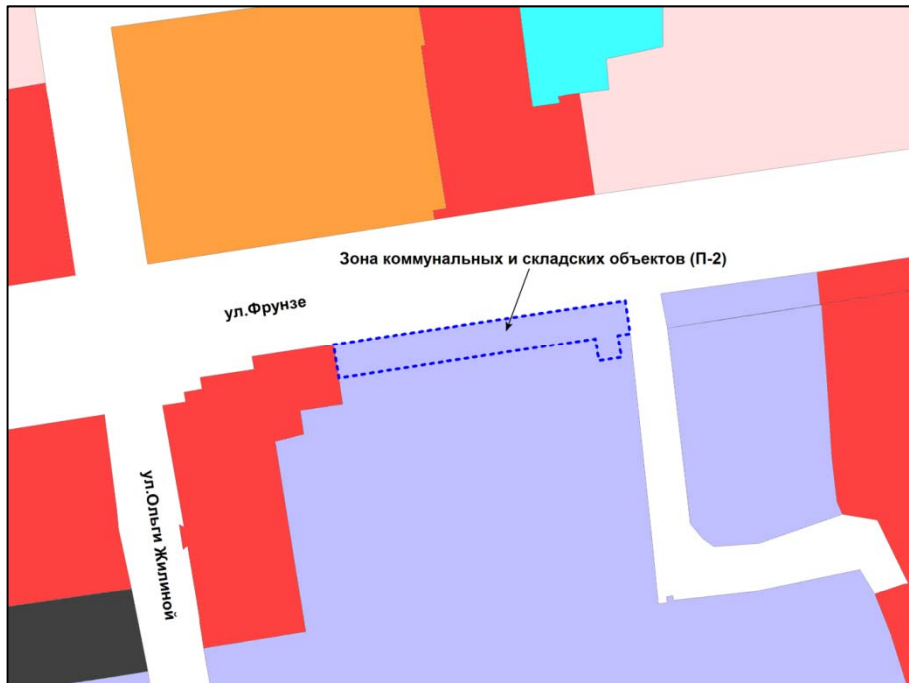 Зона коммунальных и складских объектов (П-2)
ул.Фрунзе
ул.Ольги Жилиной